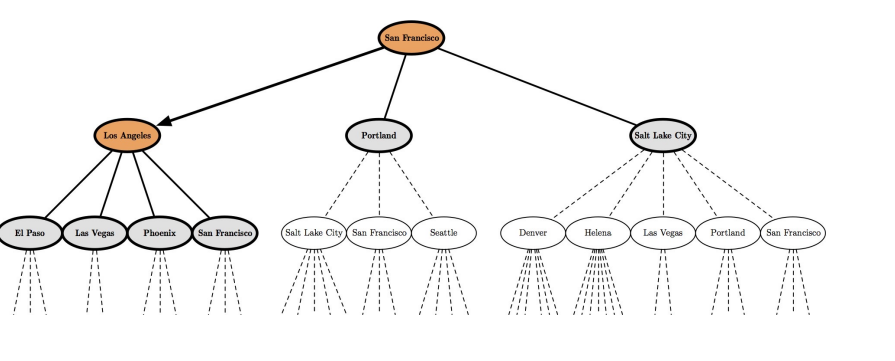 San Francisco
Los Angeles
Portland
Salt Lake City
El Paso
Las Vegas
Phoenix
San Francisco
Salt Lake City
San Francisco
Seattle
Denver
Helena
Las Vegas
Portland
San Francisco